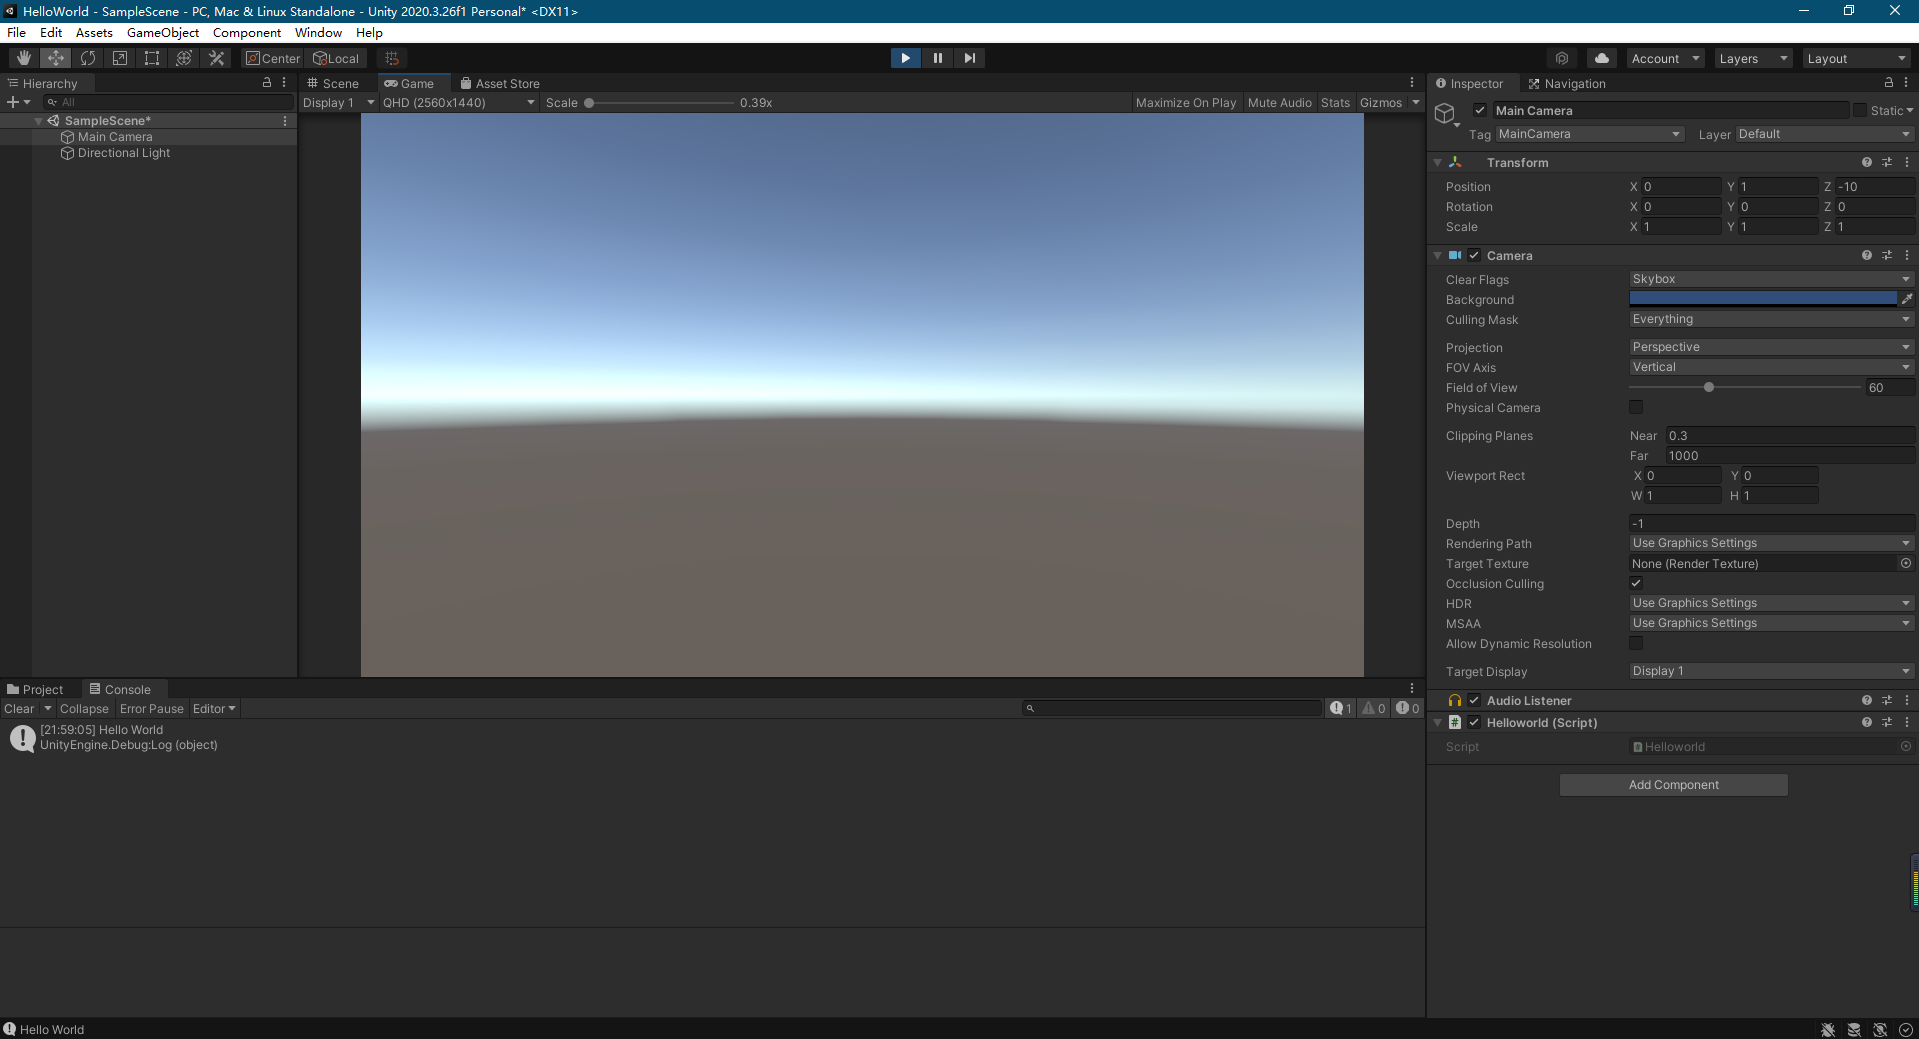 HelloWorld - SampleScene - PC, Mac & Linux Standalone - Unity 2020.3.26f1 Personal* <DX11>
File Edit Assets GameObject Component Window Help
Center Local Account Layers Layout
Hierarchy
All
SampleScene*
Main Camera
Directional Light
Scene Game Asset Store
Display 1 QHD (2560x1440) Scale 0.39x Maximize On Play Mute Audio Stats Gizmos
Project Console
Clear Collapse Error Pause Editor 1 0 0
[21:59:05] Hello World
UnityEngine.Debug:Log (object)
Hello World
Inspector Navigation
Main Camera Static
Tag MainCamera Layer Default
Transform
Position X 0 Y 1 Z -10
Rotation X 0 Y 0 Z 0
Scale X 1 Y 1 Z 1
Camera
Clear Flags Skybox
Background
Culling Mask Everything
Projection Perspective
FOV Axis Vertical
Field of View 60
Physical Camera
Clipping Planes Near 0.3
Far 1000
Viewport Rect X 0 Y 0
W 1 H 1
Depth -1
Rendering Path Use Graphics Settings
Target Texture None (Render Texture)
Occlusion Culling
HDR Use Graphics Settings
MSAA Use Graphics Settings
Allow Dynamic Resolution
Target Display Display 1
Audio Listener
# Helloworld (Script)
Script # Helloworld
Add Component